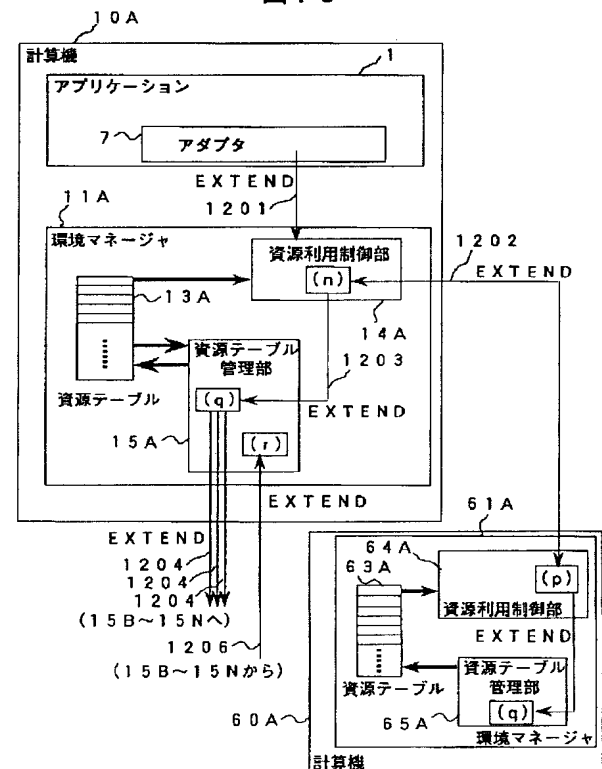 １０Ａ
計算機
１
アプリケーション
７
アダプタ
ＥＸＴＥＮＤ
１２０１
１１Ａ
環境マネージャ
資源利用制御部
(n)
１４Ａ
１２０２
ＥＸＴＥＮＤ
１３Ａ
資源テーブル
資源テーブル
管理部
１２０３
ＥＸＴＥＮＤ
(q)
１５Ａ
(r)
ＥＸＴＥＮＤ
ＥＸＴＥＮＤ
１２０４
１２０４
１２０４
(１５Ｂ～１５Ｎへ)
１２０６
(１５Ｂ～１５Ｎから)
６１Ａ
６４Ａ
６３Ａ
(p)
資源利用制御部
ＥＸＴＥＮＤ
資源テーブル
資源テーブル
管理部
(q)
６５Ａ
６０Ａ
環境マネージャ
計算機